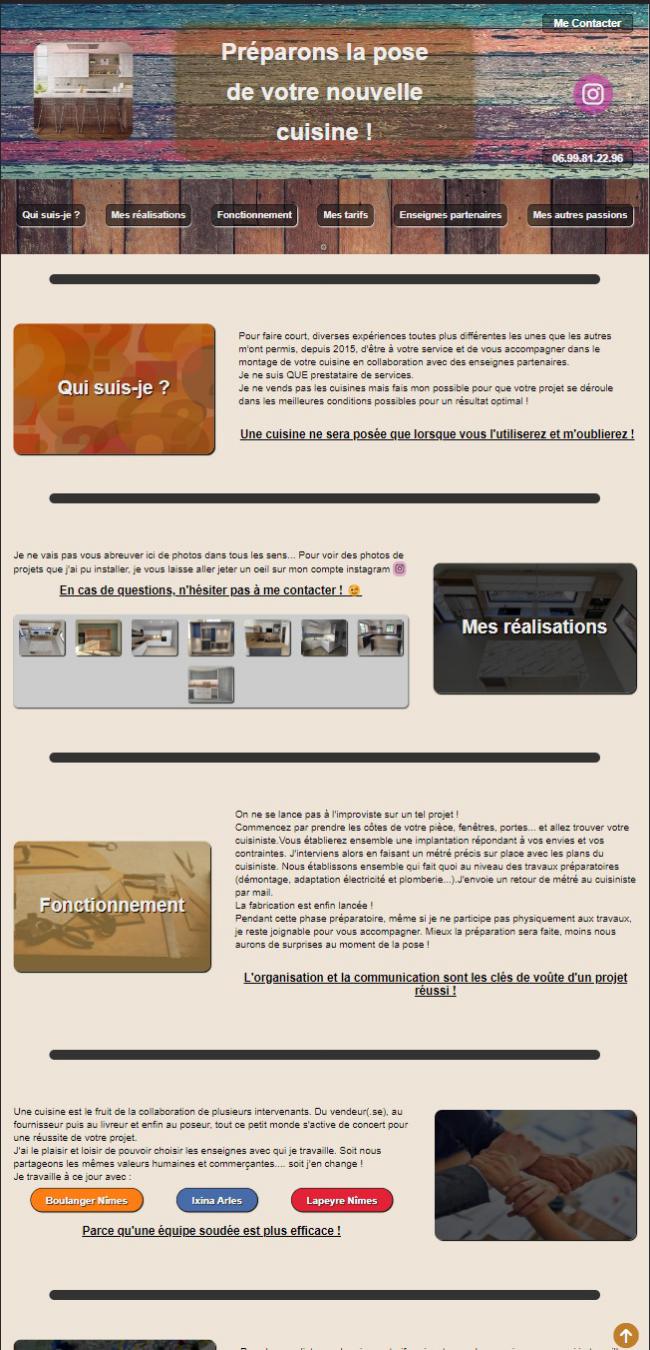 Me Contacter
Préparons la pose
de votre nouvelle
cuisine !
06.99.81.22.96
Qui suis-je ?
Mes réalisations
Fonctionnement
Mes tarifs
Enseignes partenaires
Mes autres passions
Qui suis-je ?
Pour faire court, diverses expériences toutes plus différentes les unes que les autres
m'ont permis, depuis 2015, d'être à votre service et de vous accompagner dans le
montage de votre cuisine en collaboration avec des enseignes partenaires.
Je ne suis QUE prestataire de services.
Je ne vends pas les cuisines mais fais mon possible pour que votre projet se déroule
dans les meilleures conditions possibles pour un résultat optimal !
Une cuisine ne sera posée que lorsque vous l'utiliserez et m'oublierez !
Je ne vais pas vous abreuver ici de photos dans tous les sens... Pour voir des photos de
projets que j'ai pu installer, je vous laisse aller jeter un oeil sur mon compte instagram
En cas de questions, n'hésiter pas à me contacter ! 😉
Mes réalisations
On ne se lance pas à l'improviste sur un tel projet !
Commencez par prendre les côtes de votre pièce, fenêtres, portes... et allez trouver votre
cuisiniste.Vous établierez ensemble une implantation répondant à vos envies et vos
contraintes. J'interviens alors en faisant un métré précis sur place avec les plans du
cuisiniste. Nous établissons ensemble qui fait quoi au niveau des travaux préparatoires
(démontage, adaptation électricité et plomberie...).J'envoie un retour de métré au cuisiniste
par mail.
La fabrication est enfin lancée !
Pendant cette phase préparatoire, même si je ne participe pas physiquement aux travaux,
je reste joignable pour vous accompagner. Mieux la préparation sera faite, moins nous
aurons de surprises au moment de la pose !
Fonctionnement
L'organisation et la communication sont les clés de voûte d'un projet
réussi !
Une cuisine est le fruit de la collaboration de plusieurs intervenants. Du vendeur(.se), au
fournisseur puis au livreur et enfin au poseur, tout ce petit monde s'active de concert pour
une réussite de votre projet.
J'ai le plaisir et loisir de pouvoir choisir les enseignes avec qui je travaille. Soit nous
partageons les mêmes valeurs humaines et commerçantes.... soit j'en change !
Je travaille à ce jour avec :
Boulanger Nîmes
Ixina Arles
Lapeyre Nîmes
Parce qu'une équipe soudée est plus efficace !